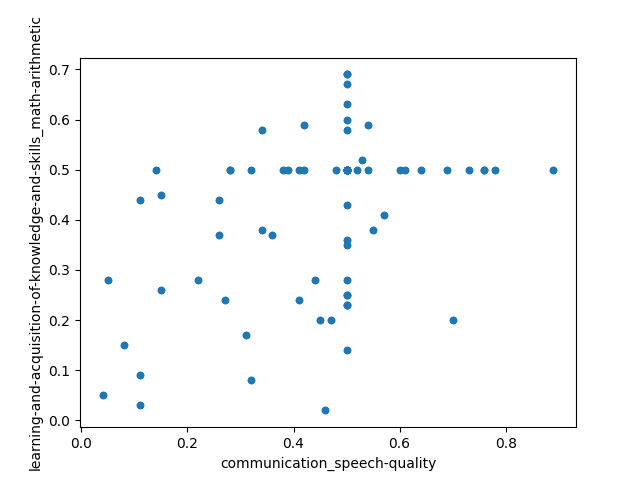 learning-and-acquisition-of-knowledge-and-skills_math-arithmetic
0.7
0.6
0.5
0.4
0.3
0.2
0.1
0.0
0.0 0.2 0.4 0.6 0.8
communication_speech-quality